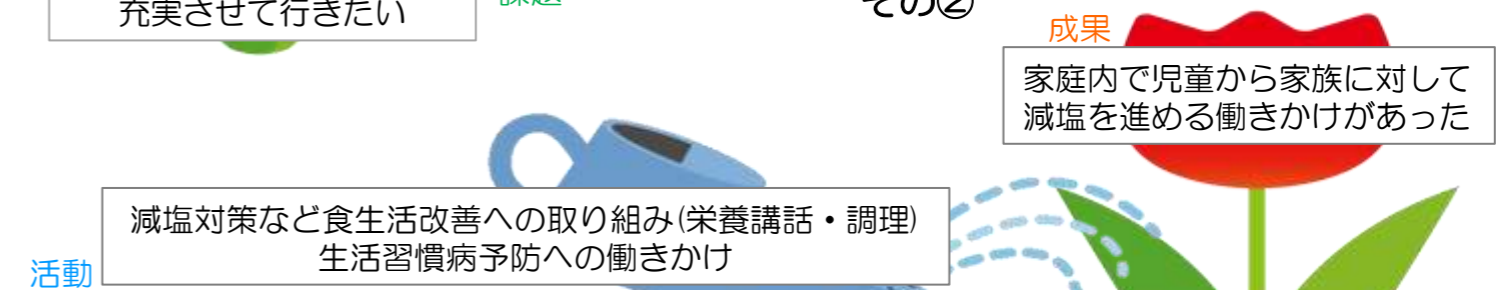 充実させて行きたい
課題
その②
成果
家庭内で児童から家族に対して
減塩を進める働きかけがあった
減塩対策など食生活改善への取り組み(栄養講話・調理)
生活習慣病予防への働きかけ
活動